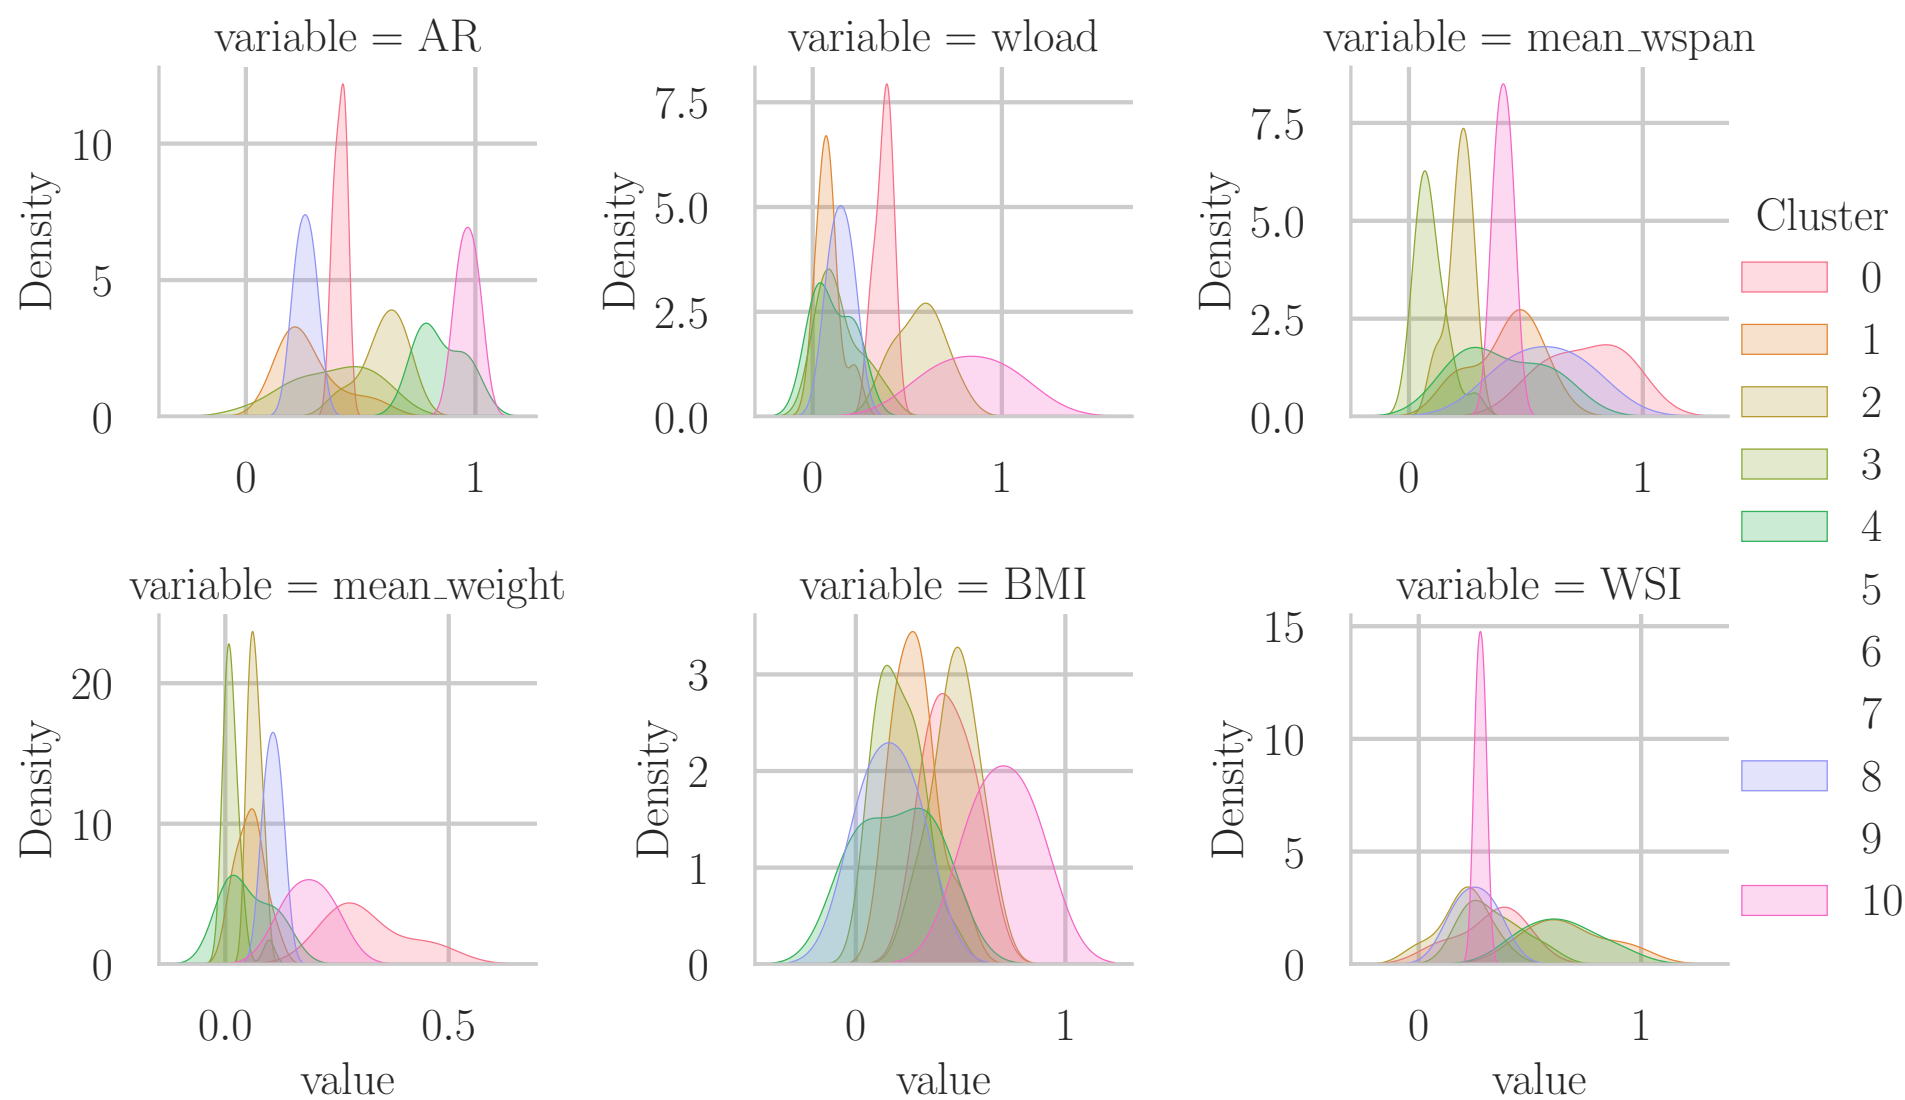 variable = AR
Density
10
5
0
0 1
variable = wload
Density
7.5
5.0
2.5
0.0
0 1
variable = mean_wspan
Density
7.5
5.0
2.5
0.0
0 1
variable = mean_weight
Density
20
10
0
0.0 0.5
value
variable = BMI
Density
3
2
1
0
0 1
value
variable = WSI
Density
15
10
5
0
0 1
value
Cluster
0
1
2
3
4
5
6
7
8
9
10